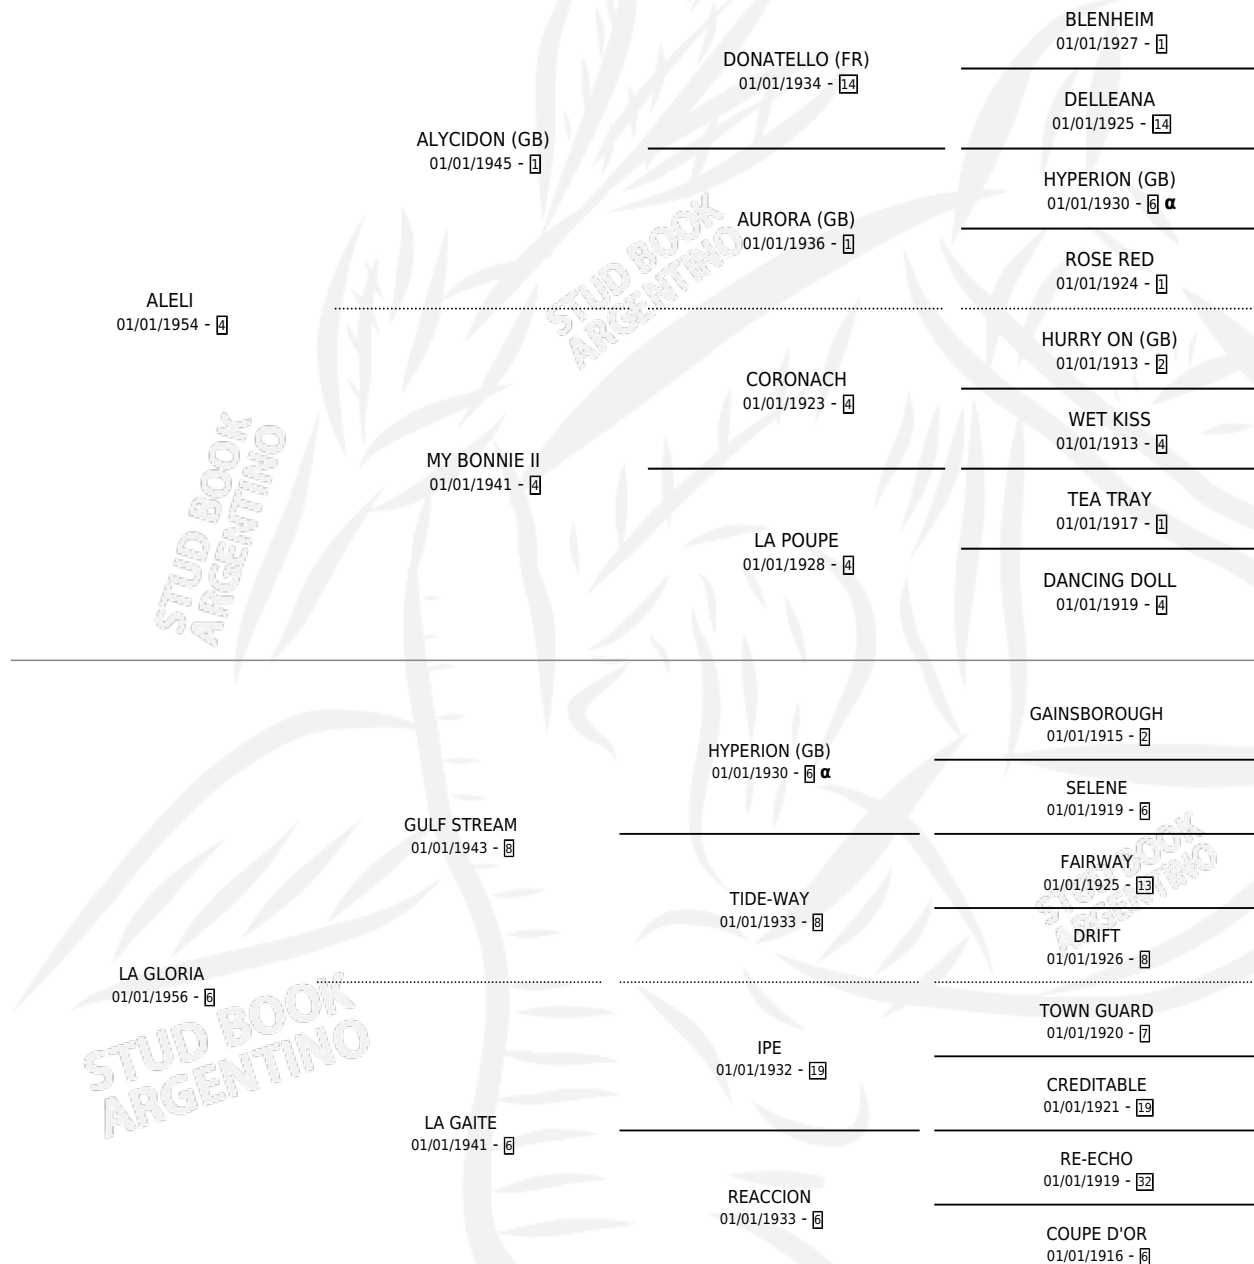 BLENHEIM
01/01/1927 - 1
DONATELLO (FR)
01/01/1934 - 14
DELLEANA
01/01/1925 - 14
ALYCIDON (GB)
01/01/1945 - 1
HYPERION (GB)
01/01/1930 - 6 α
AURORA (GB)
01/01/1936 - 1
ROSE RED
01/01/1924 - 1
ALELI
01/01/1954 - 4
HURRY ON (GB)
01/01/1913 - 2
CORONACH
01/01/1923 - 4
WET KISS
01/01/1913 - 4
MY BONNIE II
01/01/1941 - 4
TEA TRAY
01/01/1917 - 1
LA POUPE
01/01/1928 - 4
DANCING DOLL
01/01/1919 - 4
GAINSBOROUGH
01/01/1915 - 2
HYPERION (GB)
01/01/1930 - 6 α
SELENE
01/01/1919 - 6
GULF STREAM
01/01/1943 - 8
FAIRWAY
01/01/1925 - 13
TIDE-WAY
01/01/1933 - 8
DRIFT
01/01/1926 - 8
LA GLORIA
01/01/1956 - 6
TOWN GUARD
01/01/1920 - 7
IPE
01/01/1932 - 19
CREDITABLE
01/01/1921 - 19
LA GAITE
01/01/1941 - 6
RE-ECHO
01/01/1919 - 32
REACCION
01/01/1933 - 6
COUPE D'OR
01/01/1916 - 6
STUD BOOK
ARGENTINO
STUD BOOK
ARGENTINO
STUD BOOK
ARGENTINO
STUD BOOK
ARGENTINO